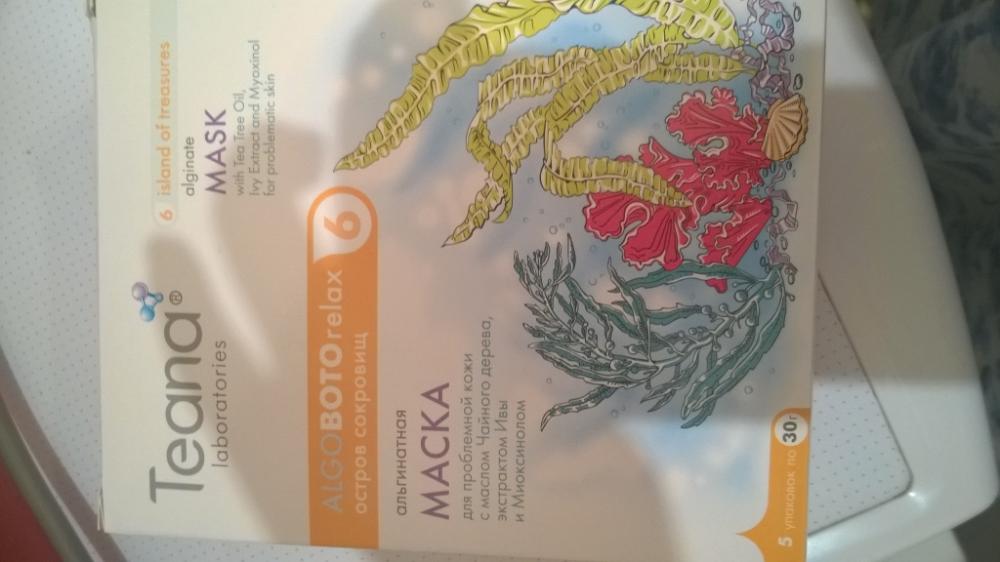 Teana®
laboratories
6 island of treasures
alginate
MASK
with Tea Tree Oil,
Ivy Extract and Myoxinol
for problematic skin
ALGOBOTOrelax 6
остров сокровищ
альгинатная
МАСКА
для проблемной кожи
с маслом Чайного дерева,
экстрактом Ивы
и Миоксинолом
5 упаковок по 30г